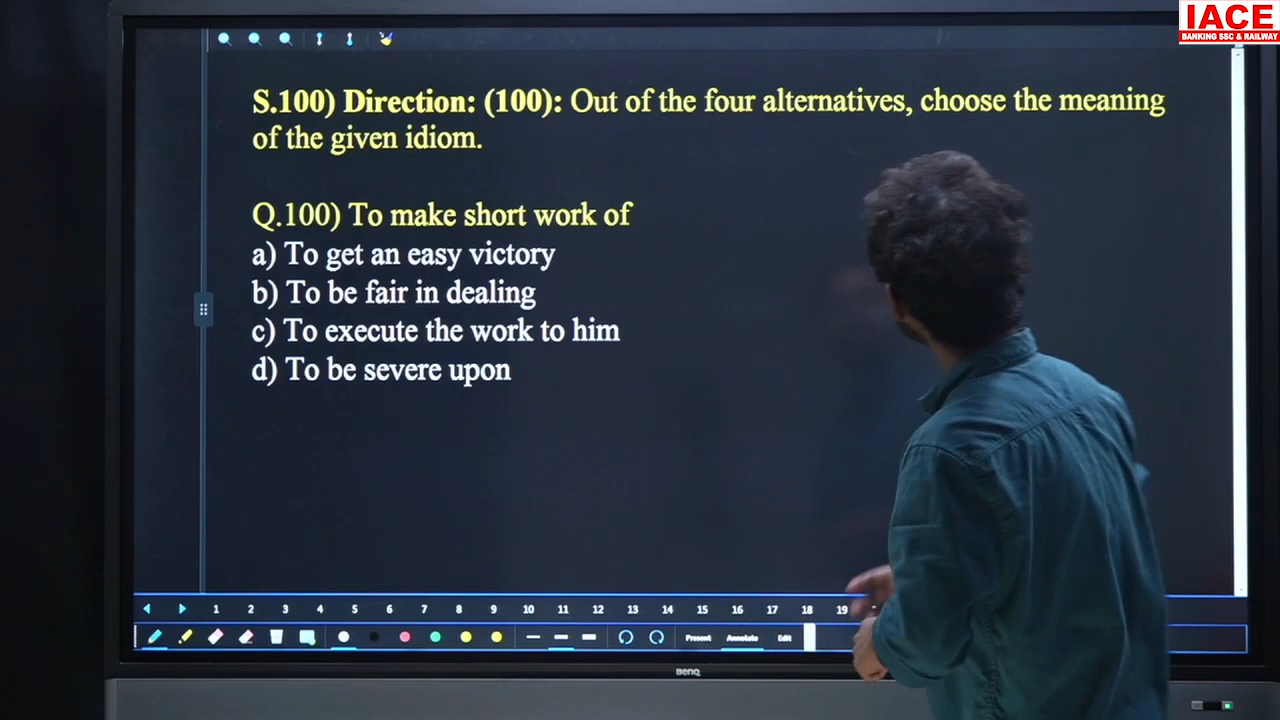 IACE
BANKING SSC & RAILWAY
S.100) Direction: (100): Out of the four alternatives, choose the meaning
of the given idiom.
Q.100) To make short work of
a) To get an easy victory
b) To be fair in dealing
c) To execute the work to him
d) To be severe upon
1 2 3 4 5 6 7 8 9 10 11 12 13 14 15 16 17 18 19
Present Annotate Edit
BenQ